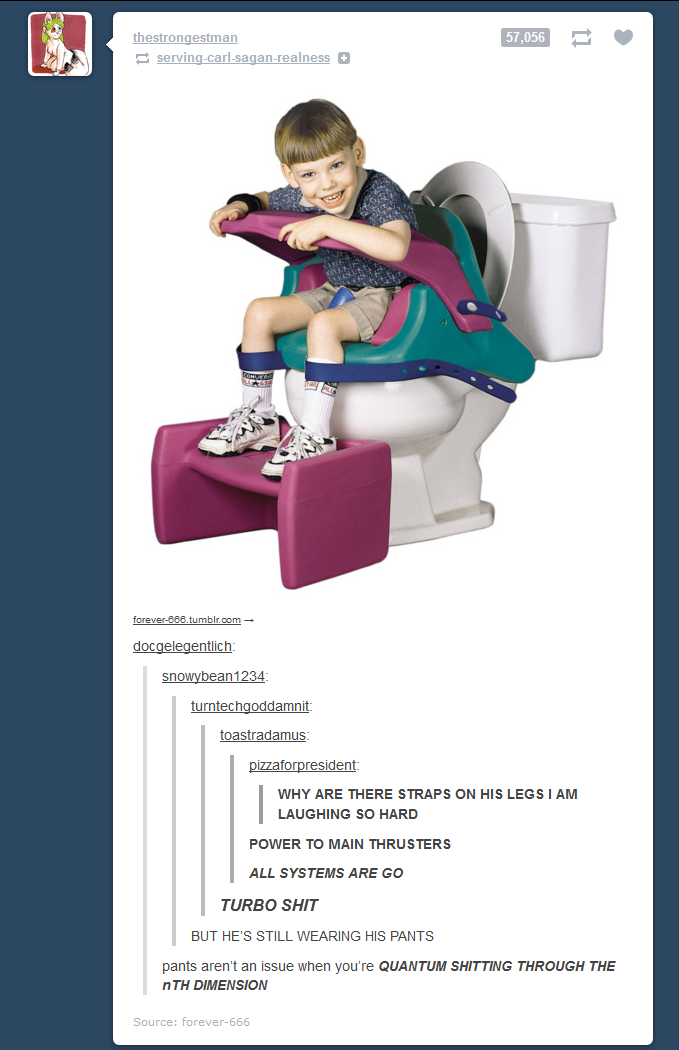 thestrongestman
57,056
serving-carl-sagan-realness
CONVERSE
ALL STAR
forever-666.tumblr.com →
docgelegentlich:
snowybean1234:
turntechgoddamnit:
toastradamus:
pizzaforpresident:
WHY ARE THERE STRAPS ON HIS LEGS I AM
LAUGHING SO HARD
POWER TO MAIN THRUSTERS
ALL SYSTEMS ARE GO
TURBO SHIT
BUT HE’S STILL WEARING HIS PANTS
pants aren’t an issue when you’re QUANTUM SHITTING THROUGH THE
nTH DIMENSION
Source: forever-666